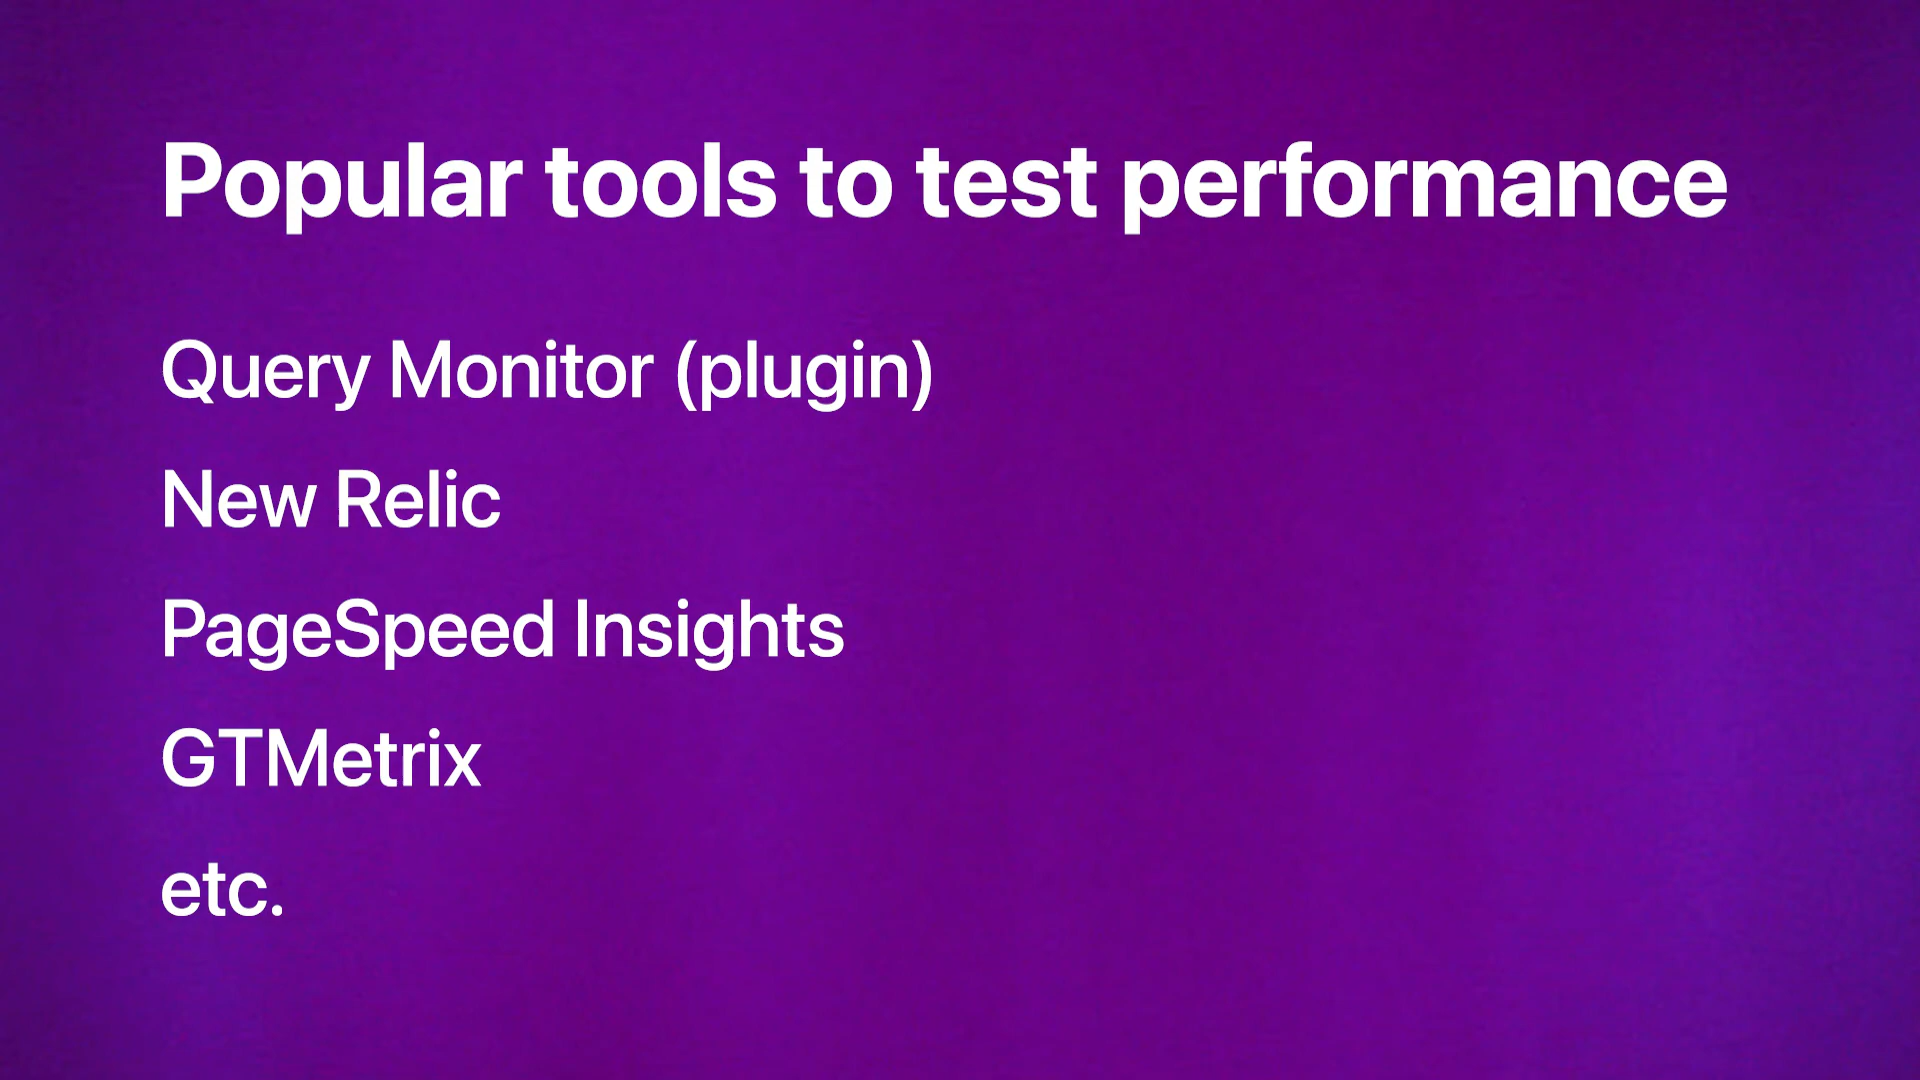 Popular tools to test performance
Query Monitor (plugin)
New Relic
PageSpeed Insights
GTMetrix
etc.